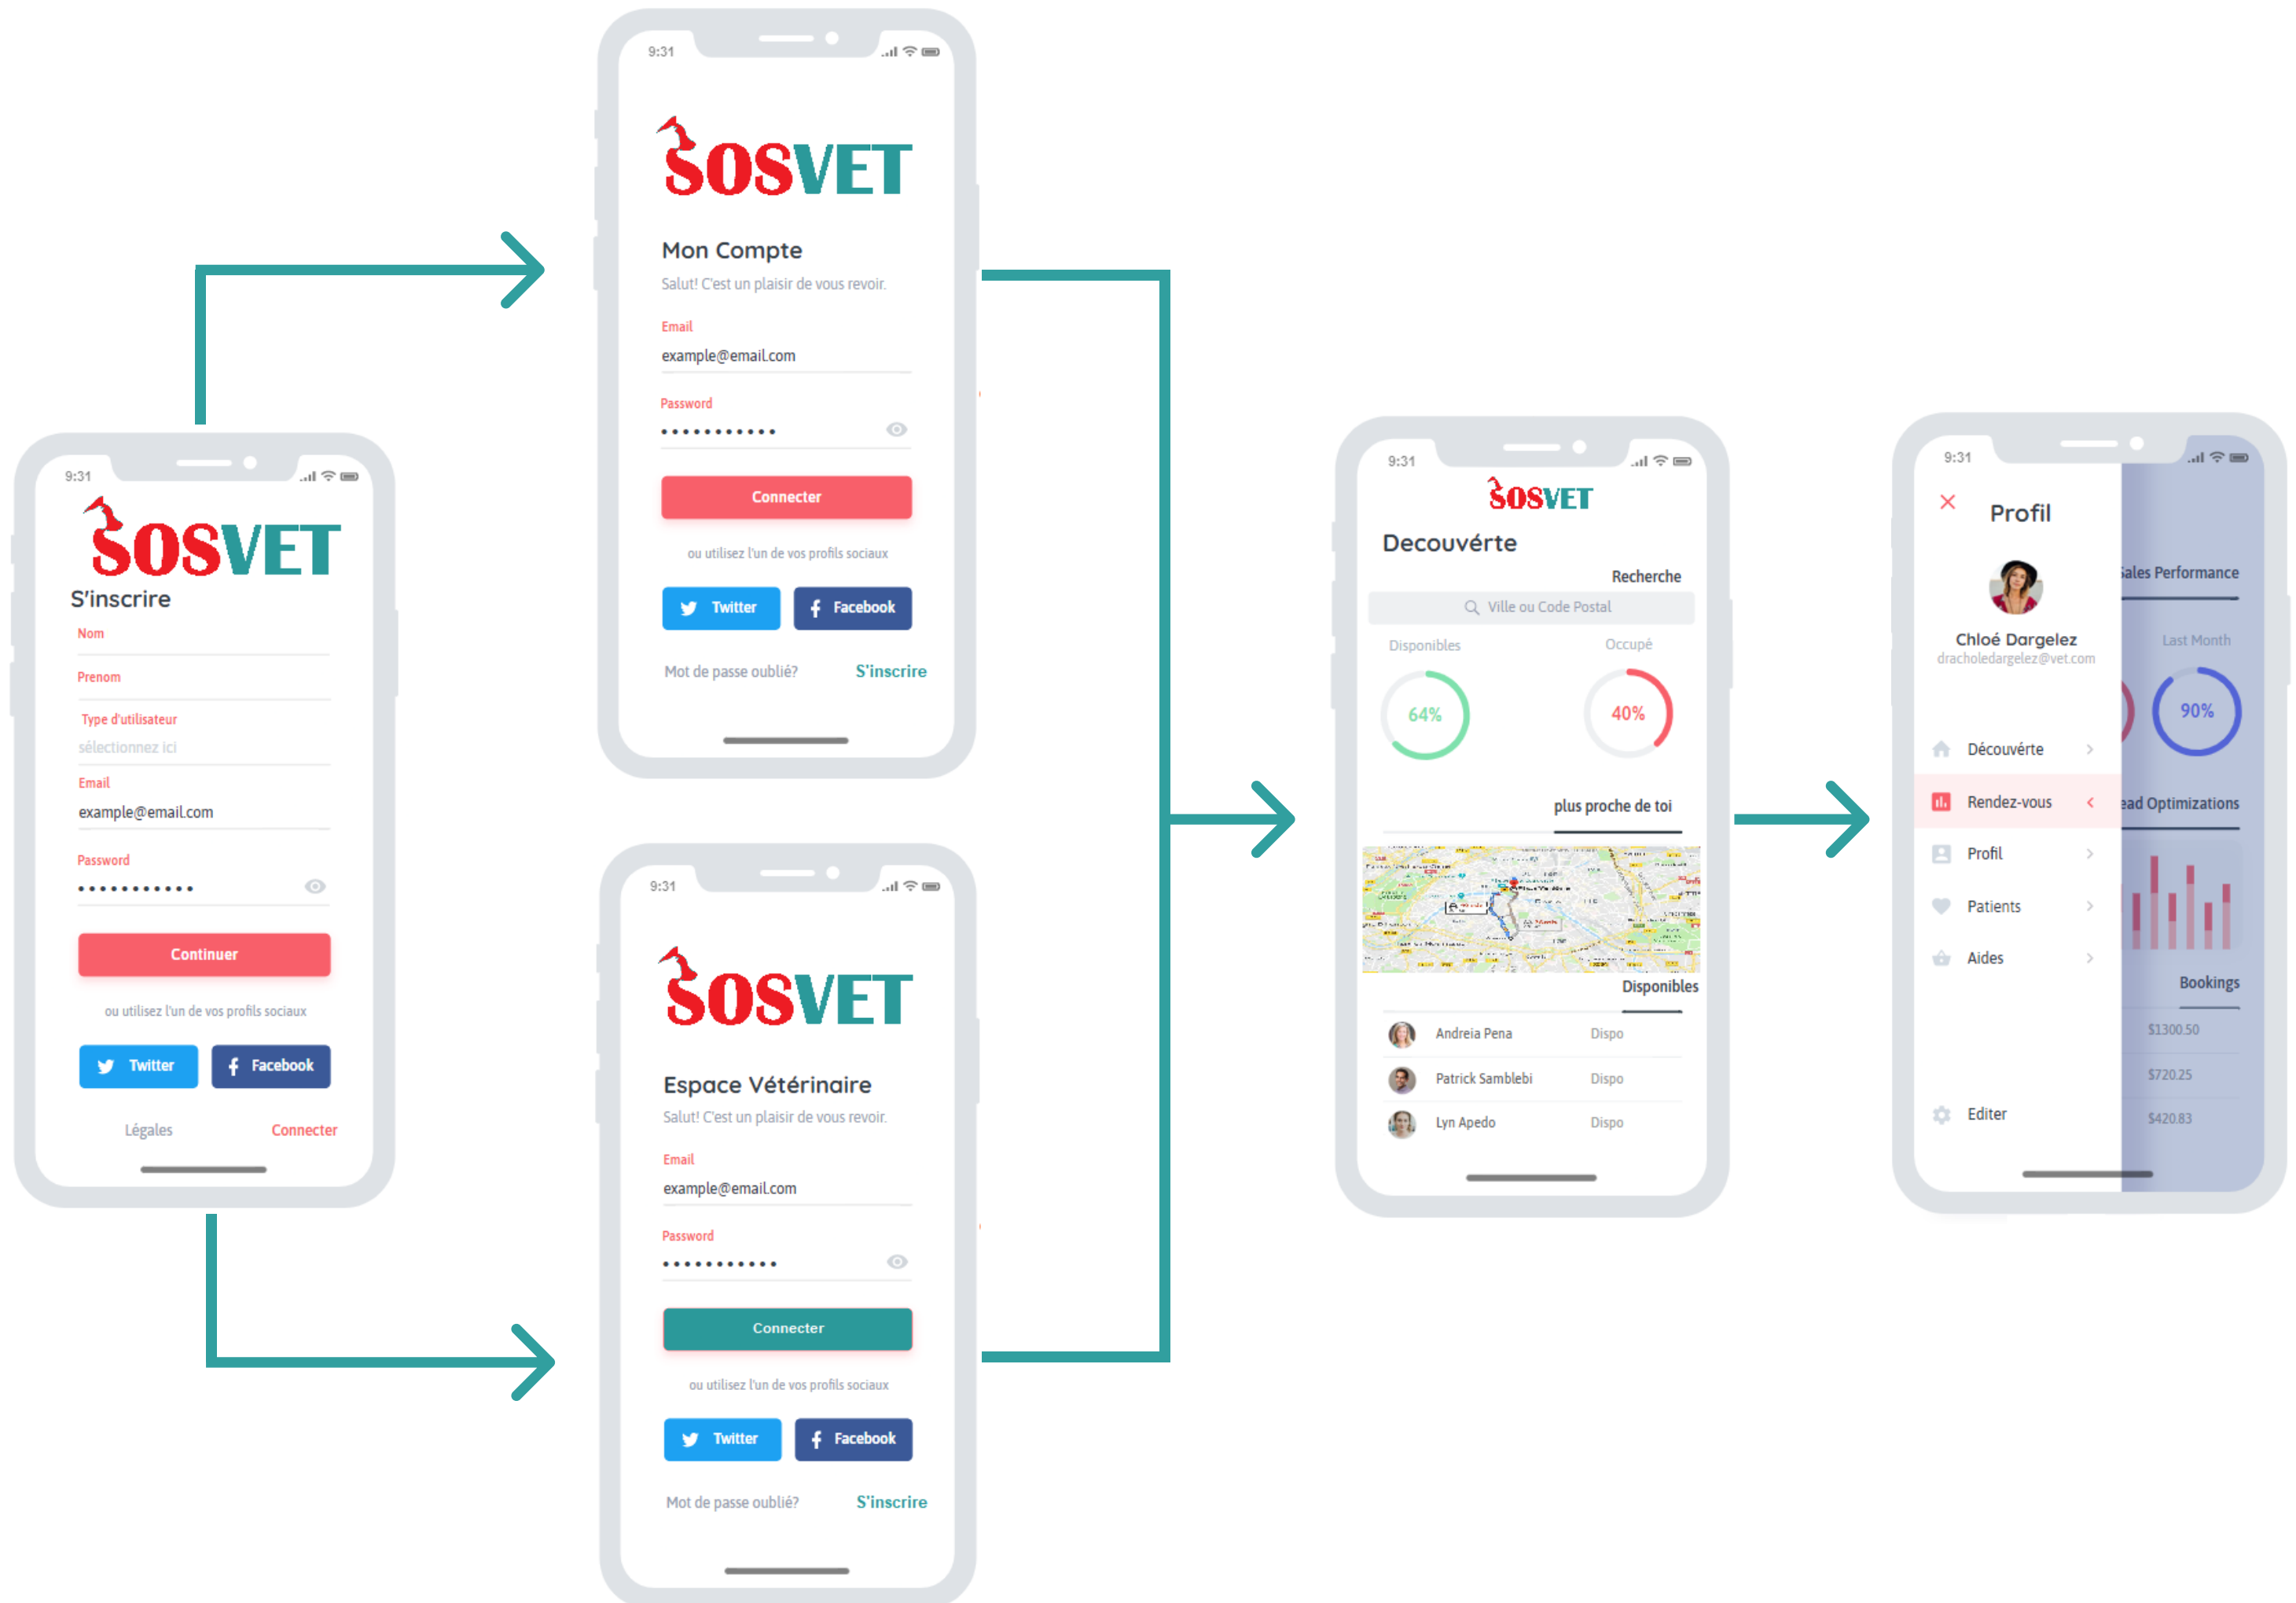 9:31
SOSVET
S'inscrire
Nom
Prenom
Type d'utilisateur
sélectionnez ici
Email
example@email.com
Password
Continuer
ou utilisez l'un de vos profils sociaux
Twitter Facebook
Légales Connecter
9:31
SOSVET
Mon Compte
Salut! C'est un plaisir de vous revoir.
Email
example@email.com
Password
Connecter
ou utilisez l'un de vos profils sociaux
Twitter Facebook
Mot de passe oublié? S'inscrire
9:31
SOSVET
Espace Vétérinaire
Salut! C'est un plaisir de vous revoir.
Email
example@email.com
Password
Connecter
ou utilisez l'un de vos profils sociaux
Twitter Facebook
Mot de passe oublié? S'inscrire
9:31
SOSVET
Decouvérte
Recherche
Ville ou Code Postal
Disponibles Occupé
64% 40%
plus proche de toi
Disponibles
Andreia Pena Dispo
Patrick Samblebi Dispo
Lyn Apedo Dispo
9:31
Profil
Chloé Dargelez
dracholedargelez@vet.com
Découvérte
Rendez-vous
Profil
Patients
Aides
Editer
Sales Performance
Last Month
90%
ead Optimizations
Bookings
$1300.50
$720.25
$420.83